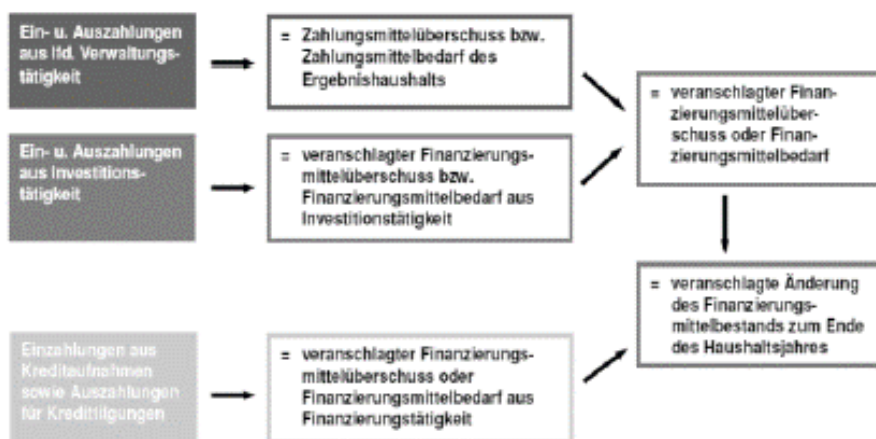 Ein- u. Auszahlungen
aus lfd. Verwaltungs-
tätigkeit
= Zahlungsmittelüberschuss bzw.
Zahlungsmittelbedarf des
Ergebnishaushalts
Ein- u. Auszahlungen
aus Investitions-
tätigkeit
= veranschlagter Finanzierungs-
mittelüberschuss bzw.
Finanzierungsmittelbedarf aus
Investitionstätigkeit
= veranschlagter Finan-
zierungsmittelüber-
schuss oder Finan-
zierungsmittelbedarf
= veranschlagte Änderung
des Finanzierungs-
mittelbestands zum Ende
des Haushaltsjahres
Einzahlungen aus
Kreditaufnahmen
sowie Auszahlungen
für Kredittilgungen
= veranschlagter Finanzierungs-
mittelüberschuss oder
Finanzierungsmittelbedarf aus
Finanzierungstätigkeit